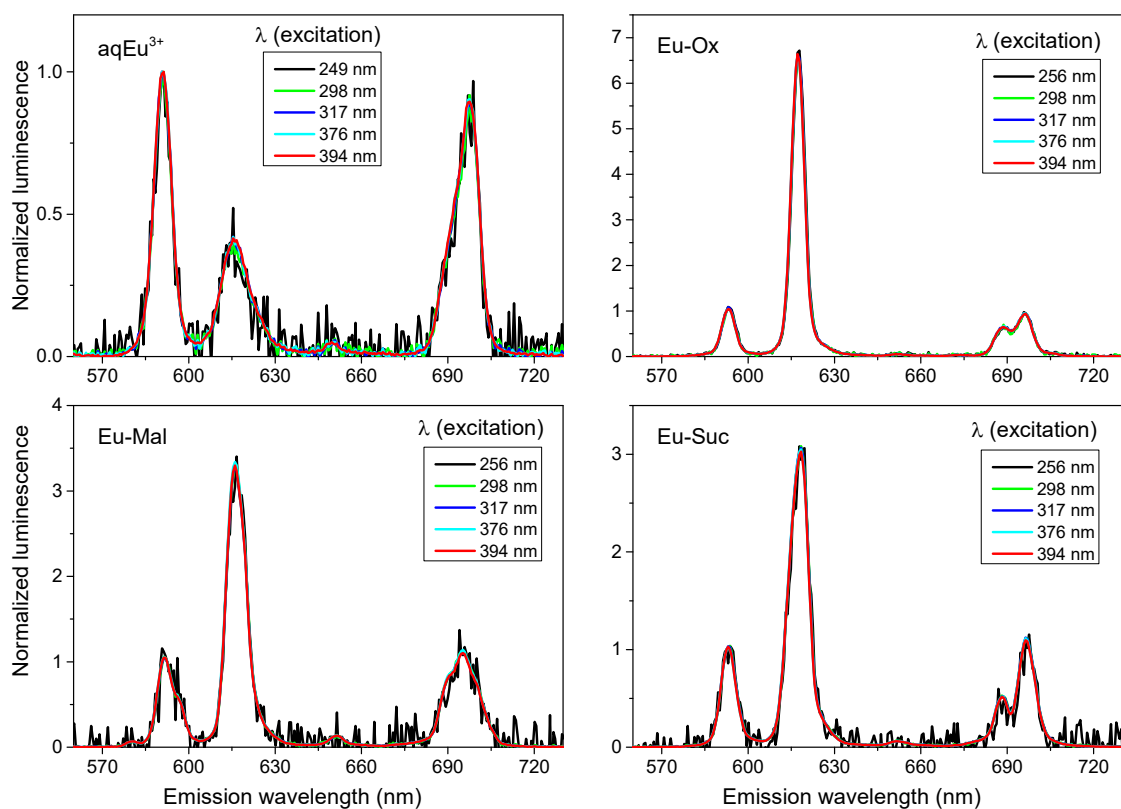 aqEu³⁺
λ (excitation)
249 nm
298 nm
317 nm
376 nm
394 nm
Normalized luminescence
1.0
0.5
0.0
570 600 630 660 690 720
Eu-Ox
λ (excitation)
256 nm
298 nm
317 nm
376 nm
394 nm
7
6
5
4
3
2
1
0
570 600 630 660 690 720
Eu-Mal
λ (excitation)
256 nm
298 nm
317 nm
376 nm
394 nm
Normalized luminescence
4
3
2
1
0
570 600 630 660 690 720
Emission wavelength (nm)
Eu-Suc
λ (excitation)
256 nm
298 nm
317 nm
376 nm
394 nm
3
2
1
0
570 600 630 660 690 720
Emission wavelength (nm)